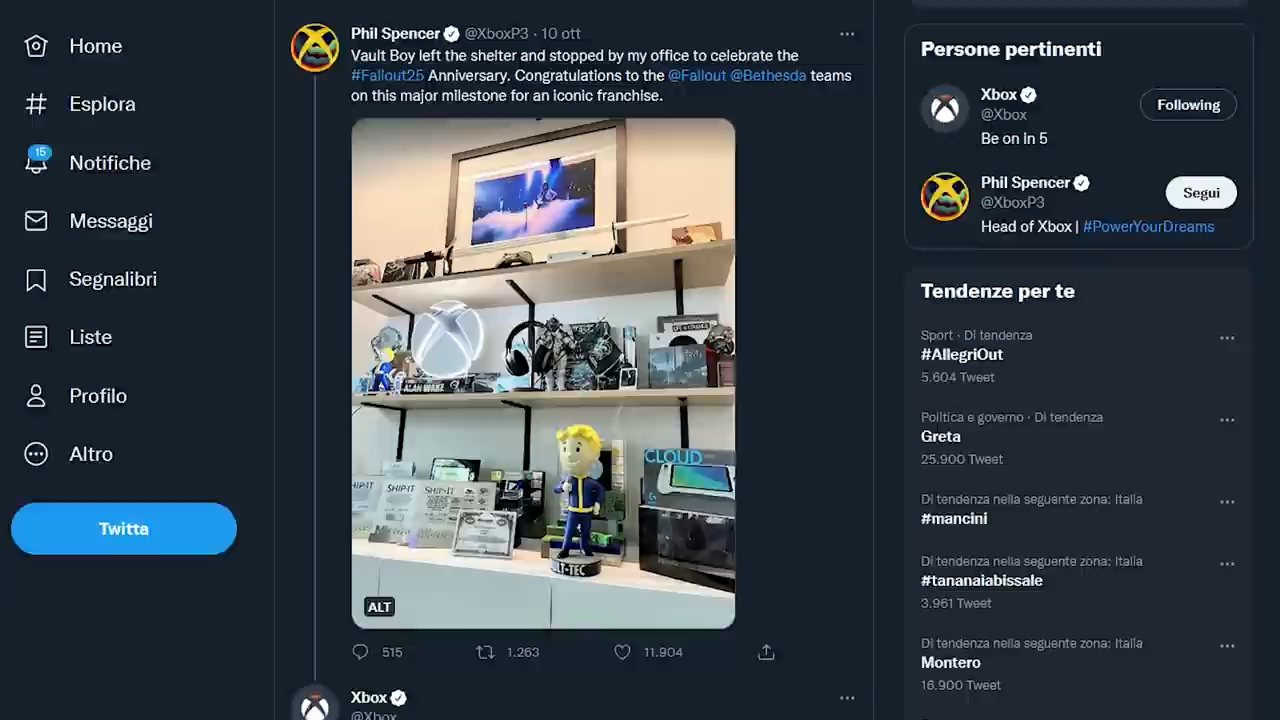 Home
Esplora
15
Notifiche
Messaggi
Segnalibri
Liste
Profilo
Altro
Twitta
Phil Spencer @XboxP3 · 10 ott
Vault Boy left the shelter and stopped by my office to celebrate the
#Fallout25 Anniversary. Congratulations to the @Fallout @Bethesda teams
on this major milestone for an iconic franchise.
ALAN WAKE
CLOUD
SHIP-IT
SHIP-IT
LT-TEC
ALT
515
1.263
11.904
Xbox
@Xbox
Persone pertinenti
Xbox
@Xbox
Following
Be on in 5
Phil Spencer
@XboxP3
Segui
Head of Xbox | #PowerYourDreams
Tendenze per te
Sport · Di tendenza
#AllegriOut
5.604 Tweet
Politica e governo · Di tendenza
Greta
25.900 Tweet
Di tendenza nella seguente zona: Italia
#mancini
Di tendenza nella seguente zona: Italia
#tananaiabissale
3.961 Tweet
Di tendenza nella seguente zona: Italia
Montero
16.900 Tweet